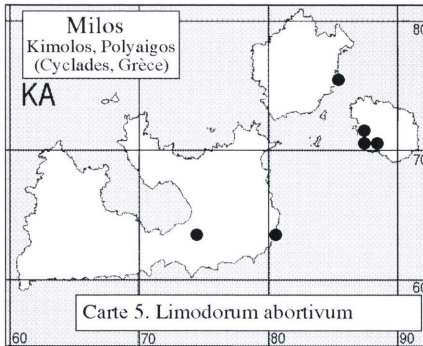 Milos
Kimolos, Polyaigos
(Cyclades, Grèce)
KA
80
70
60
Carte 5. Limodorum abortivum
60 70 80 90